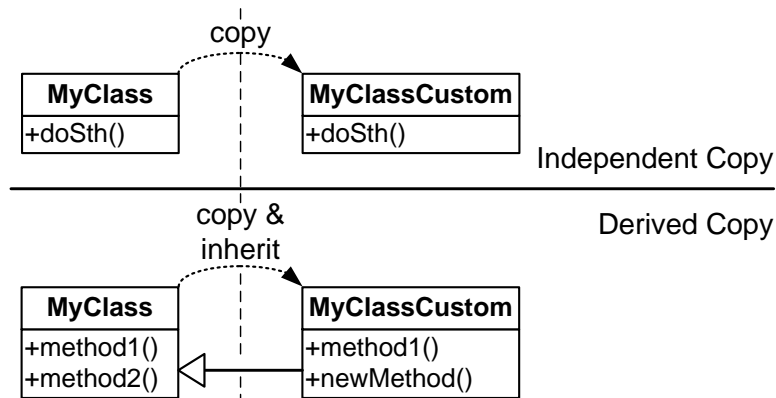 copy
MyClass
+doSth()
MyClassCustom
+doSth()
Independent Copy
Derived Copy
copy &
inherit
MyClass
+method1()
+method2()
MyClassCustom
+method1()
+newMethod()